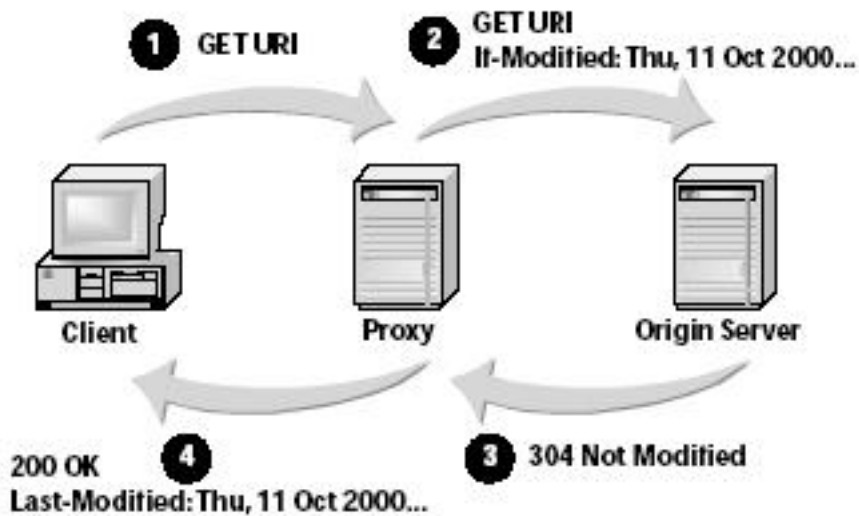 1 GET URI
2 GET URI
If-Modified: Thu, 11 Oct 2000...
Client
Proxy
Origin Server
200 OK
Last-Modified: Thu, 11 Oct 2000...
4
3 304 Not Modified